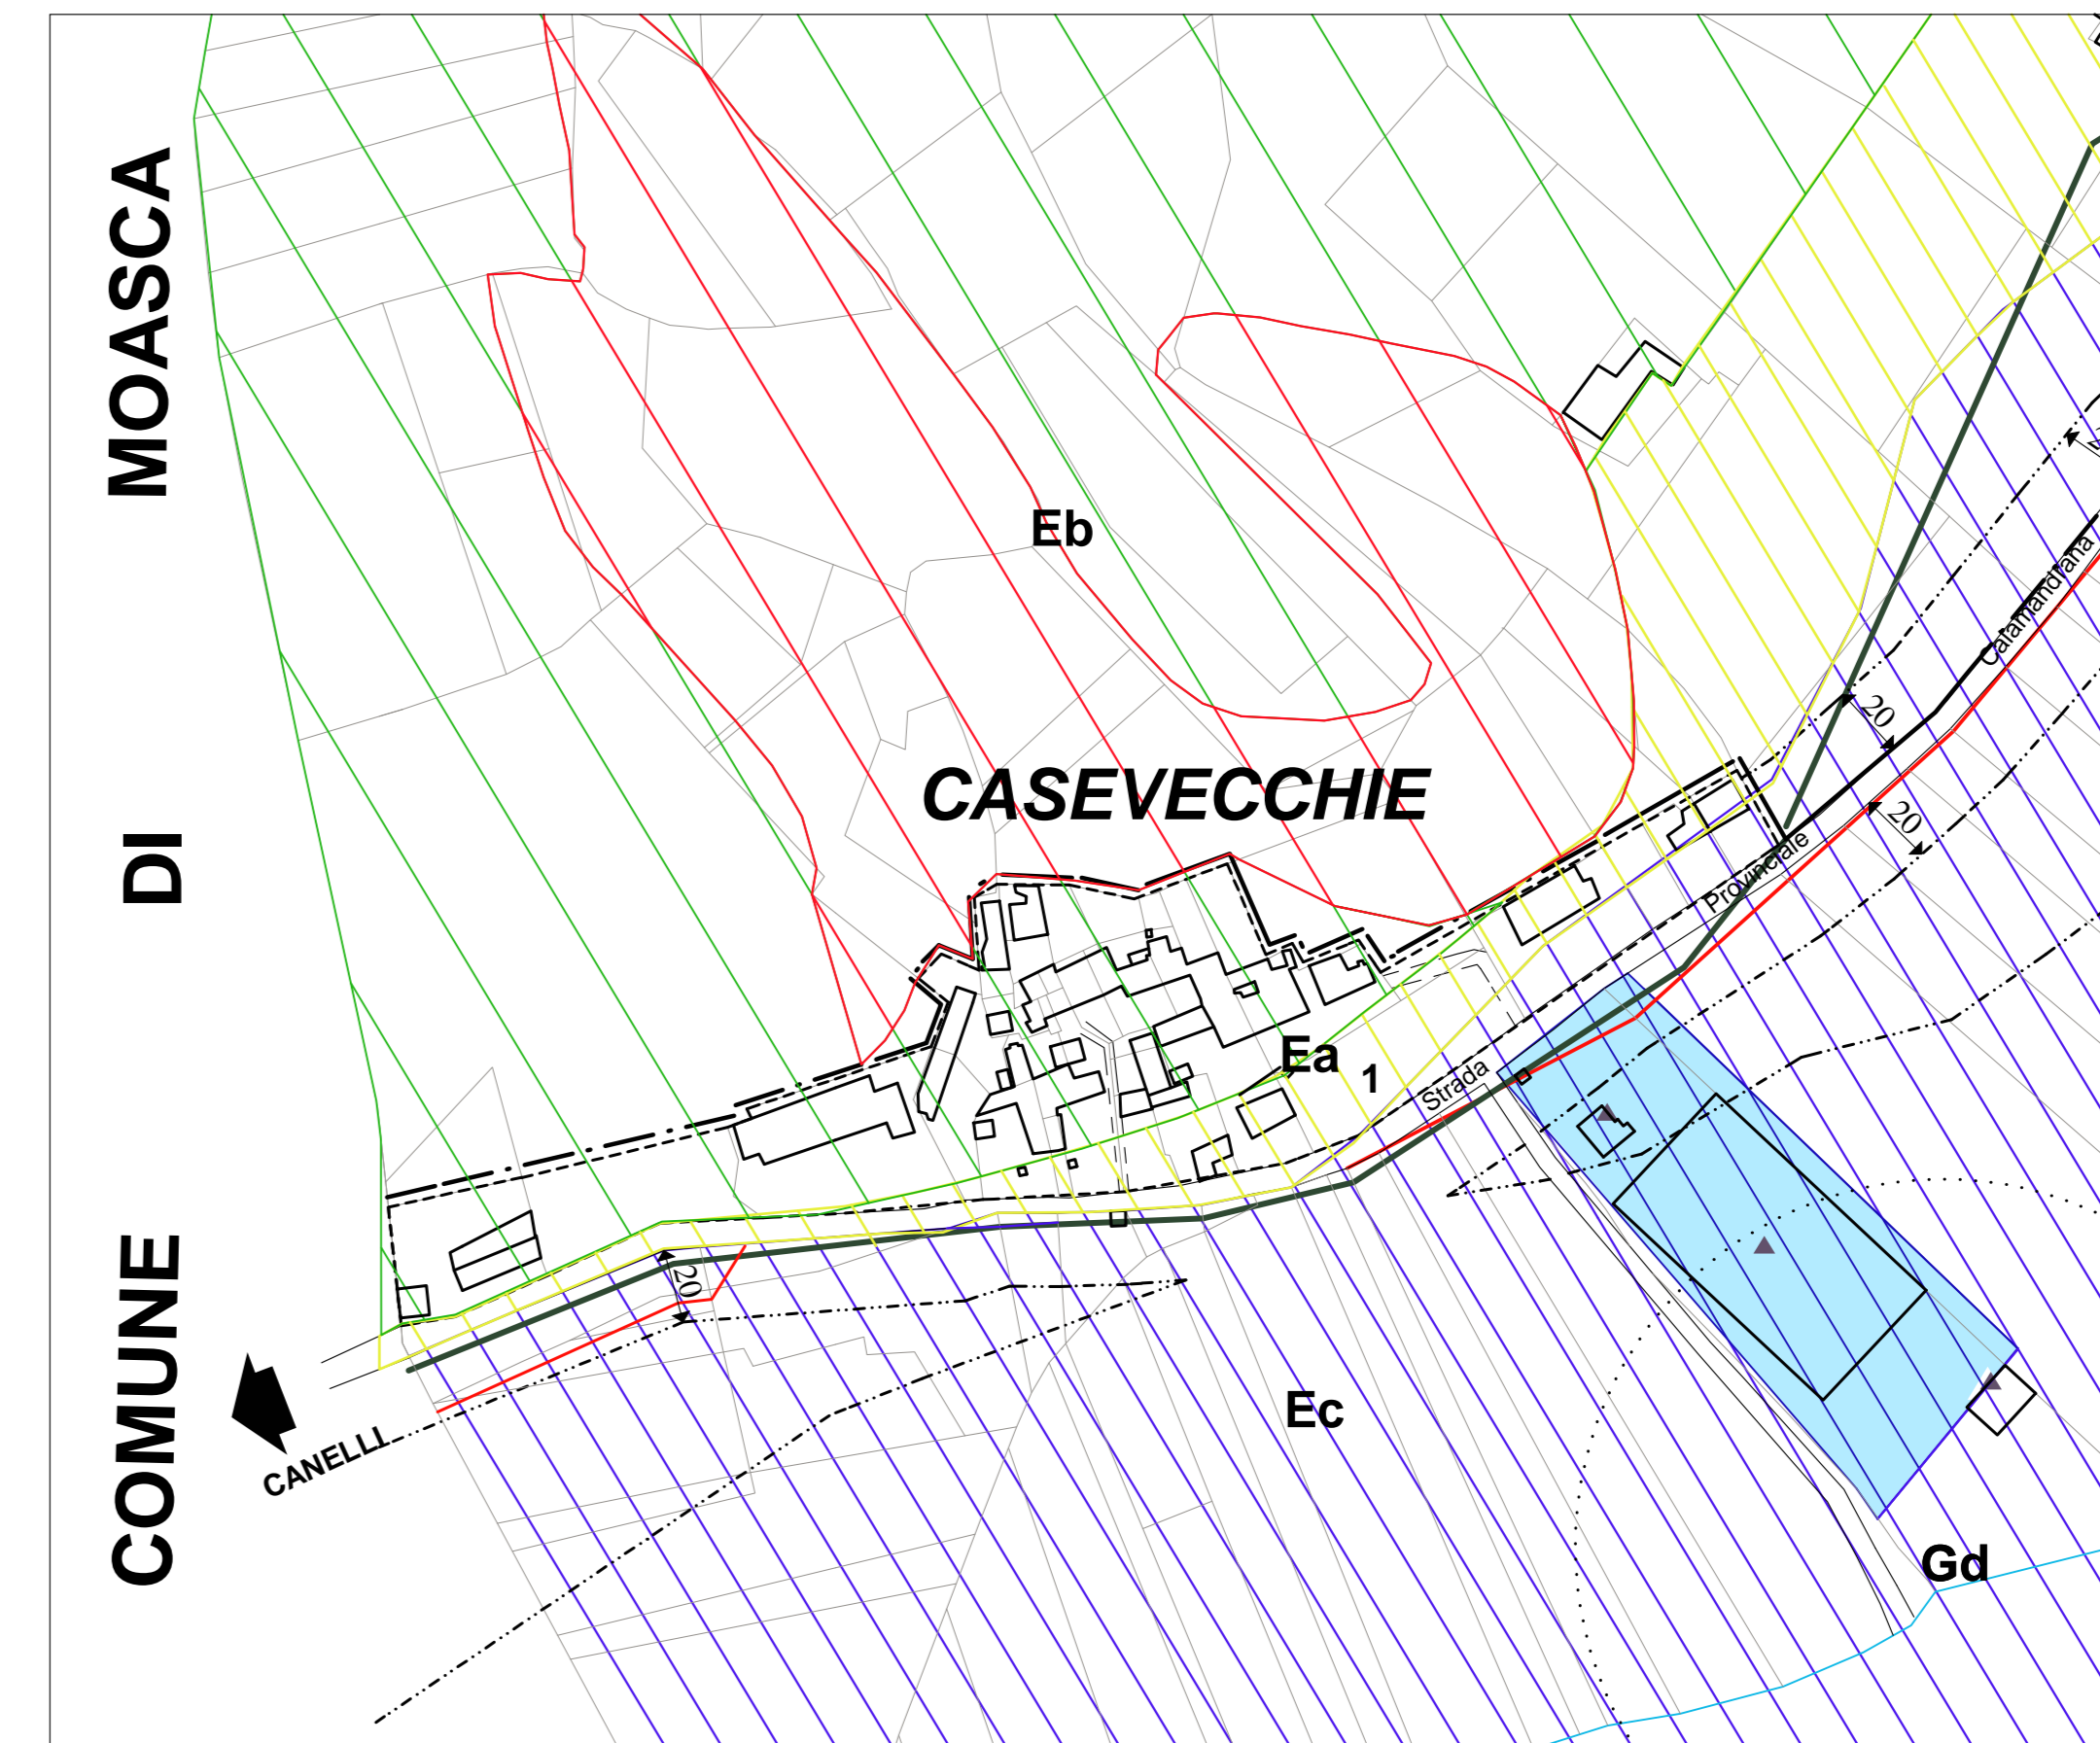 COMUNE DI MOASCA
Eb
CASEVECCHIE
Calamandrana
20
20
Provinciale
Strada
Ea
1
20
CANELLI
Ec
Gd